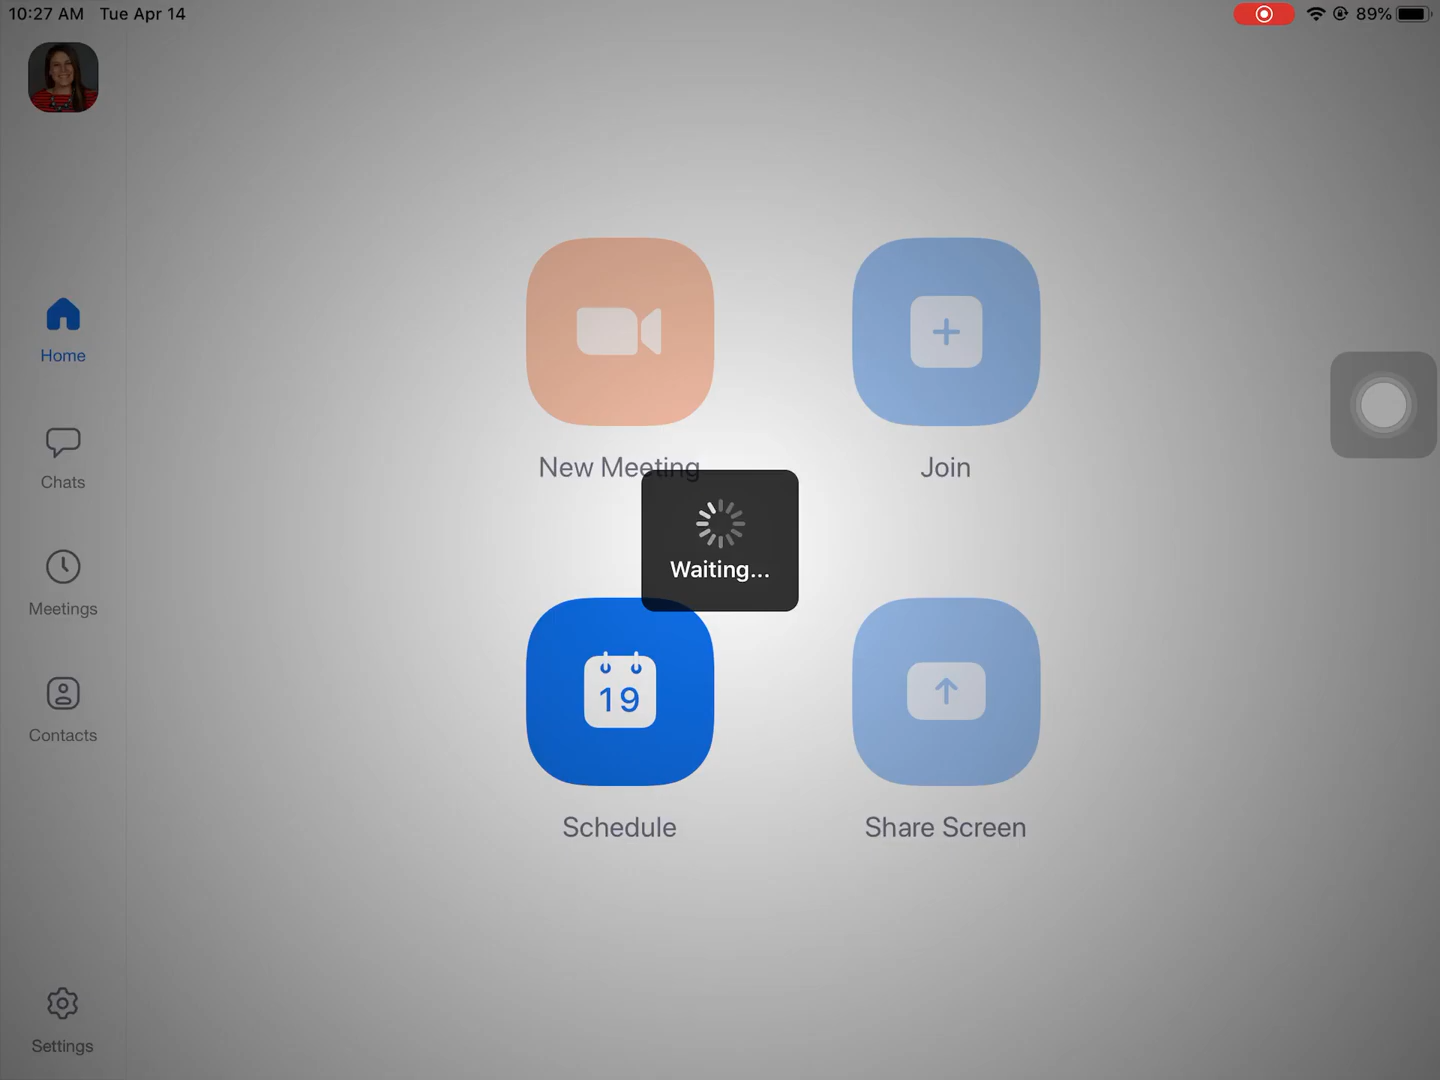 10:27 AM Tue Apr 14
89%
Home
Chats
Meetings
Contacts
Settings
New Meeting
Join
Waiting...
19
Schedule
Share Screen